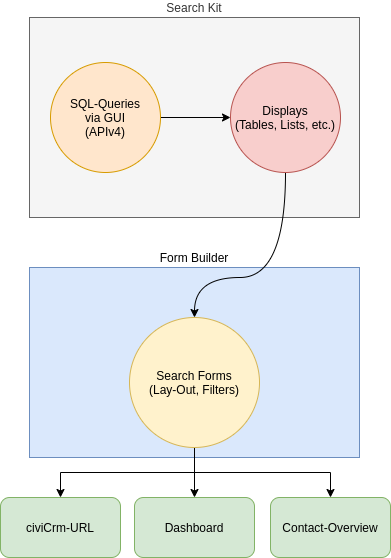 Search Kit
SQL-Queries
via GUI
(APIv4)
Displays
(Tables, Lists, etc.)
Form Builder
Search Forms
(Lay-Out, Filters)
civiCrm-URL
Dashboard
Contact-Overview